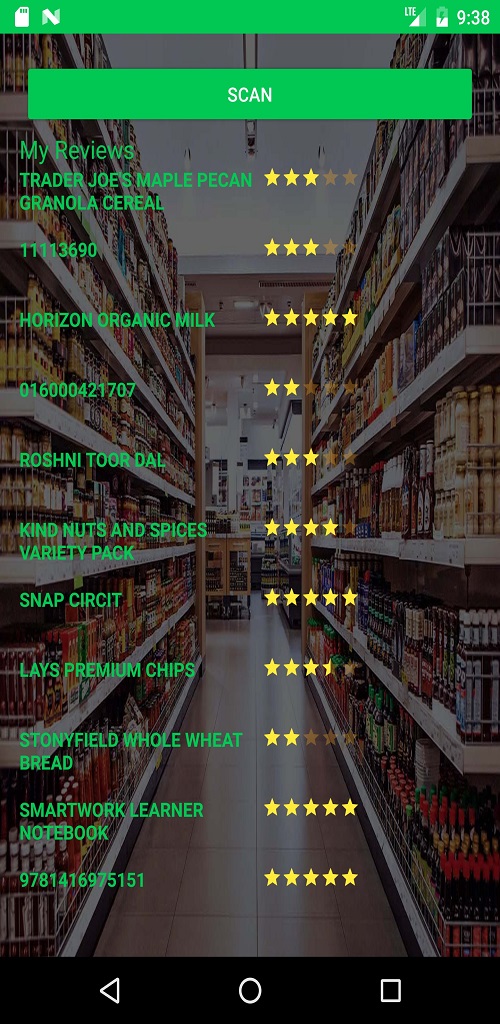 LTE 9:38
SCAN
My Reviews
TRADER JOE'S MAPLE PECAN
GRANOLA CEREAL
11113690
HORIZON ORGANIC MILK
016000421707
ROSHNI TOOR DAL
KIND NUTS AND SPICES
VARIETY PACK
SNAP CIRCIT
LAYS PREMIUM CHIPS
STONYFIELD WHOLE WHEAT
BREAD
SMARTWORK LEARNER
NOTEBOOK
9781416975151